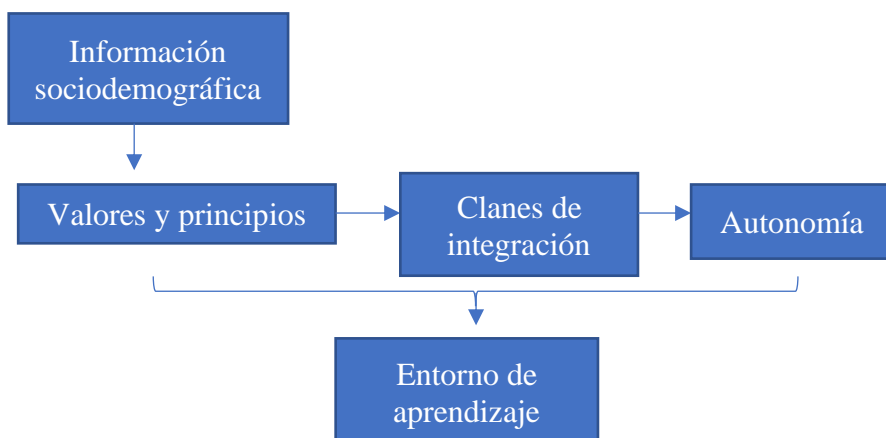 Información
sociodemográfica
Valores y principios
Clanes de
integración
Autonomía
Entorno de
aprendizaje